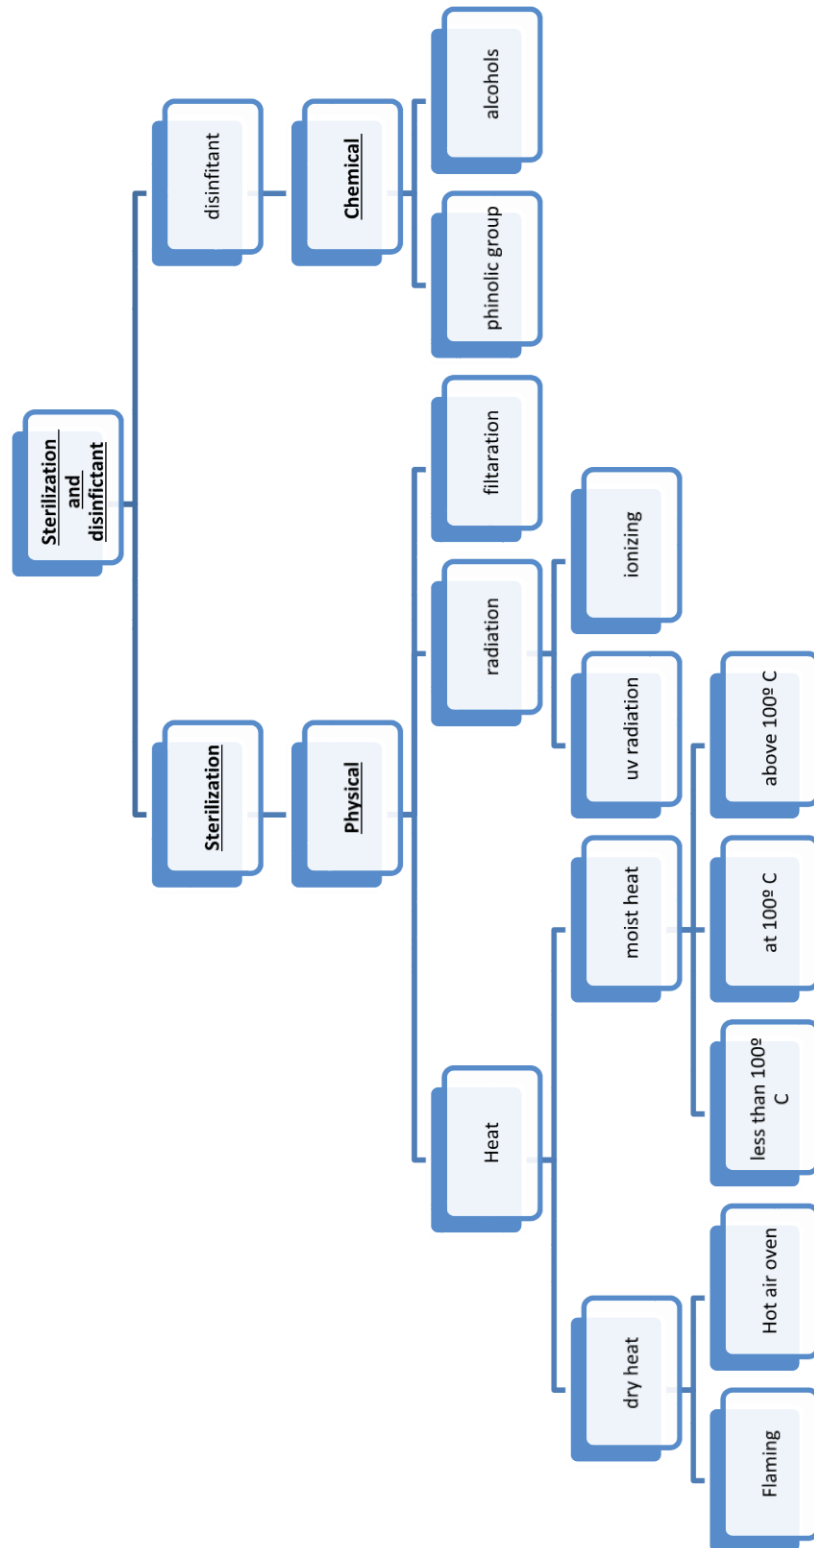 Sterilization
and
disinfictant
Sterilization
disinfitant
Physical
Chemical
Heat
radiation
filtaration
phinolic group
alcohols
dry heat
moist heat
uv radiation
ionizing
Flaming
Hot air oven
less than 100º
C
at 100º C
above 100º C